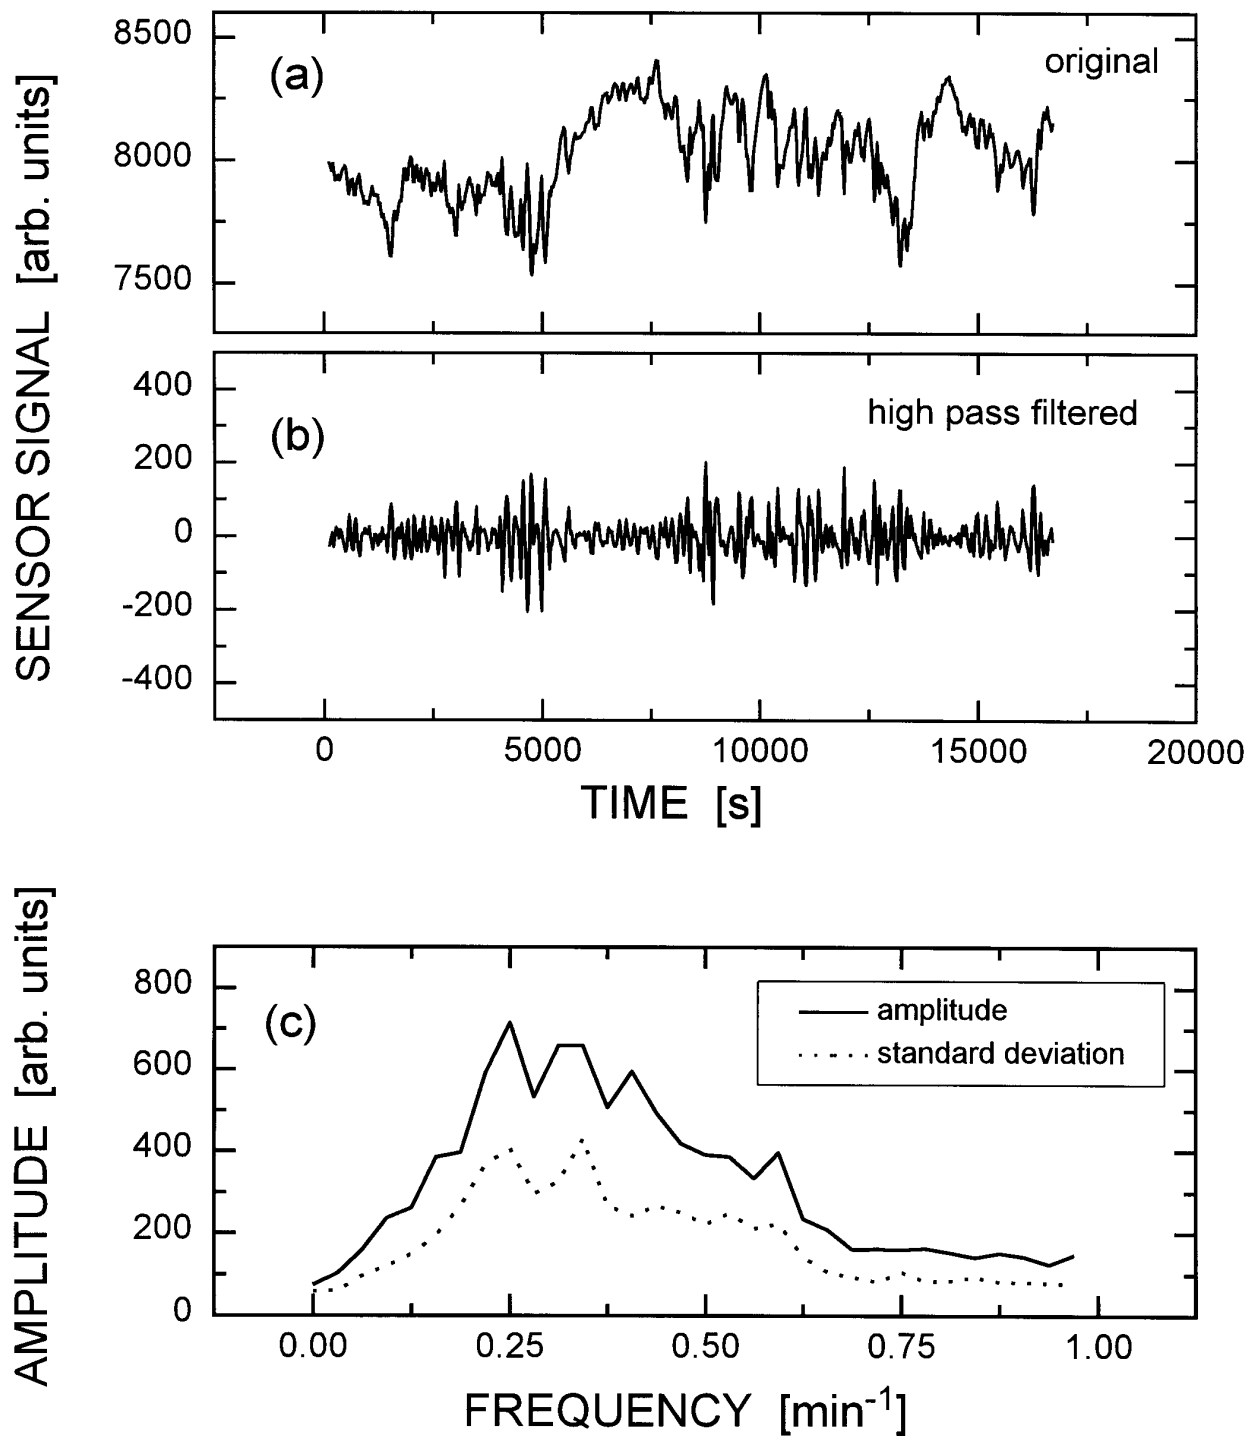 SENSOR SIGNAL [arb. units]
8500
8000
7500
(a)
original
400
200
0
-200
-400
(b)
high pass filtered
0
5000
10000
15000
20000
TIME [s]
AMPLITUDE [arb. units]
800
600
400
200
0
(c)
amplitude
standard deviation
0.00
0.25
0.50
0.75
1.00
FREQUENCY [min-1]